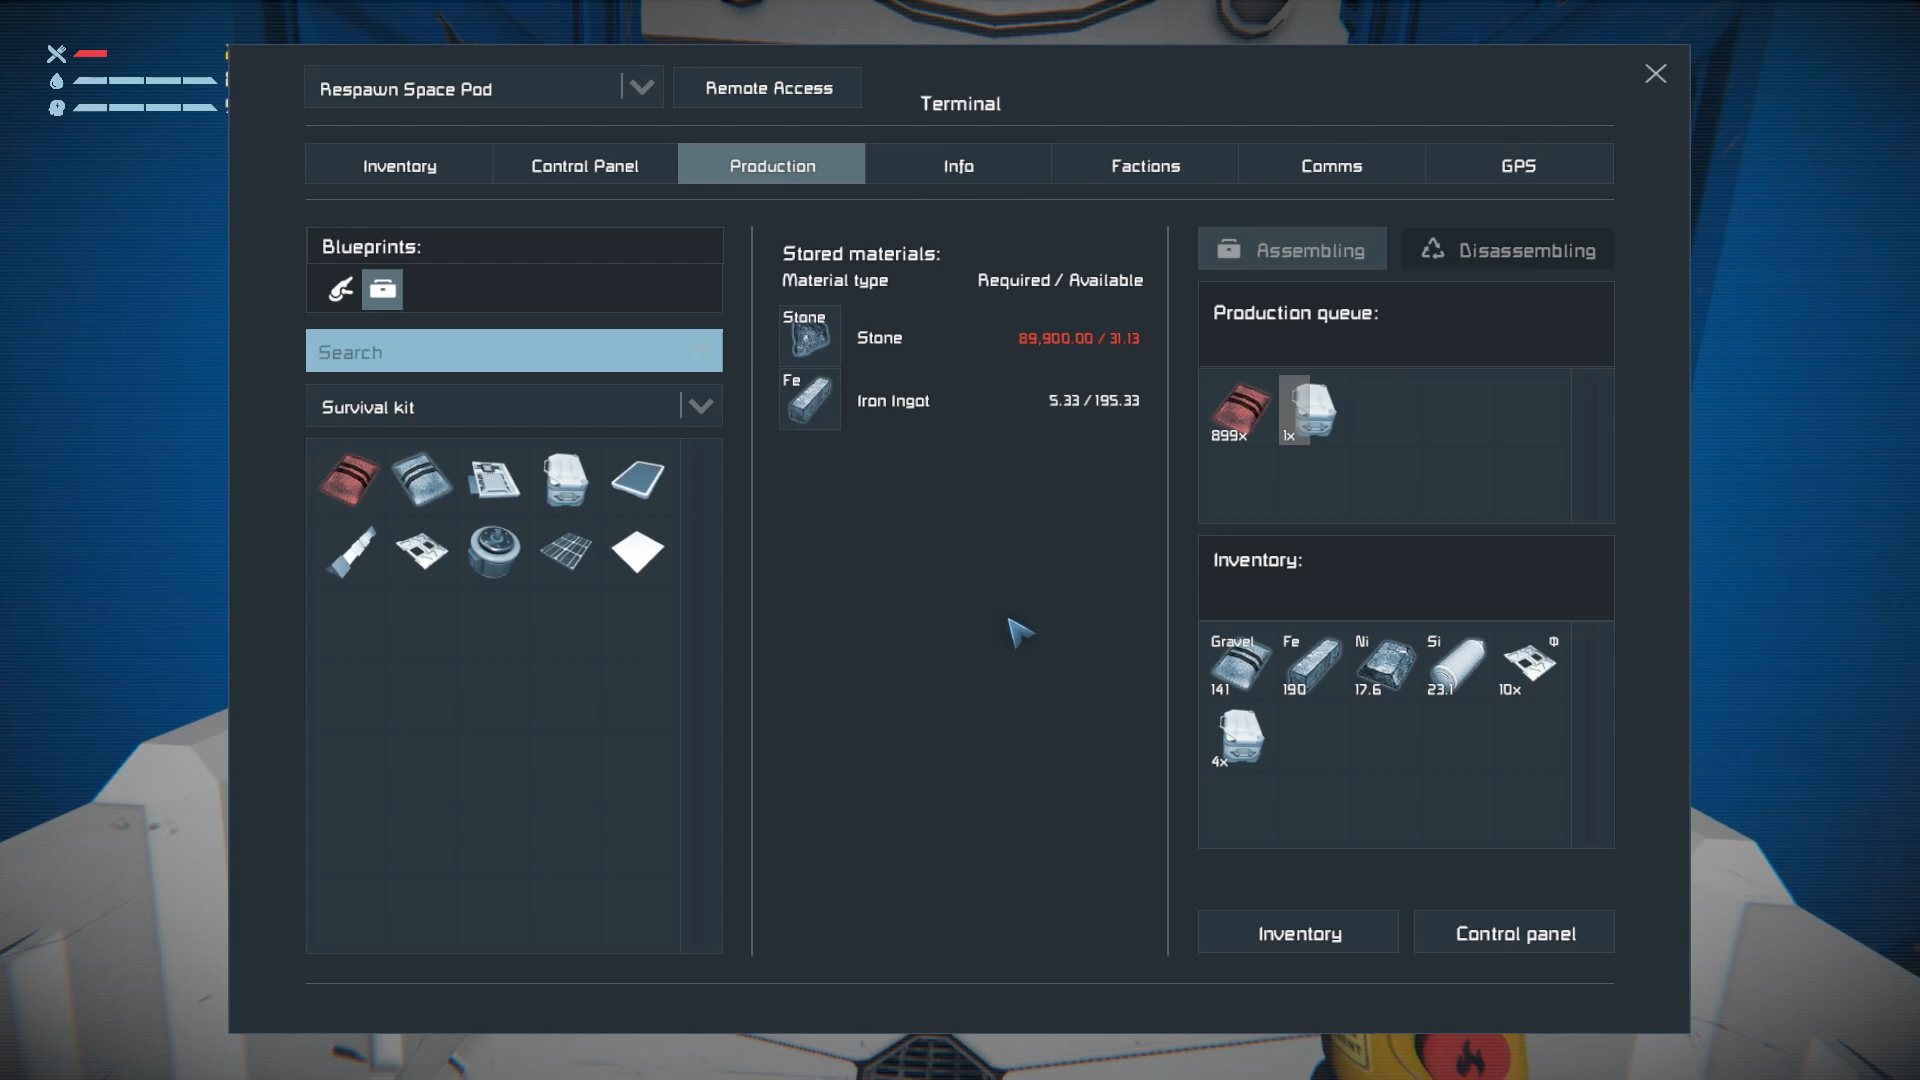 Respawn Space Pod
Remote Access
Terminal
Inventory
Control Panel
Production
Info
Factions
Comms
GPS
Blueprints:
Search
Survival kit
Stored materials:
Material type
Required / Available
Stone
Stone
89,900.00 / 31.13
Fe
Iron Ingot
5.33 / 195.33
Assembling
Disassembling
Production queue:
899x
1x
Inventory:
Gravel
141
Fe
190
Ni
17.6
Si
23.1
10x
4x
Inventory
Control panel